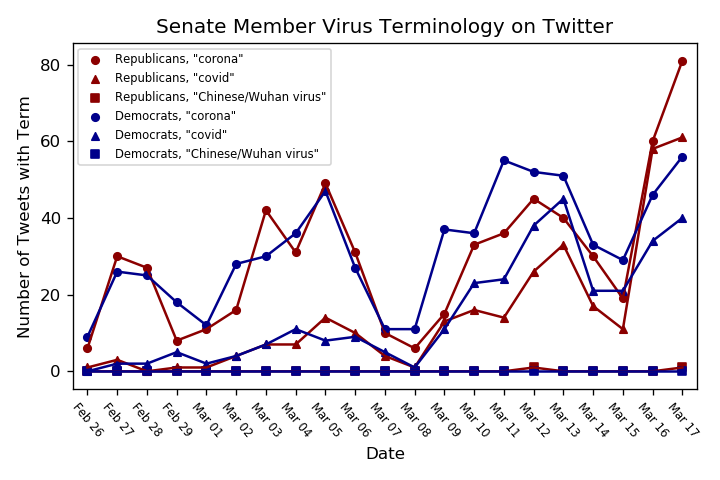 Senate Member Virus Terminology on Twitter
Number of Tweets with Term
80
60
40
20
0
Republicans, "corona"
Republicans, "covid"
Republicans, "Chinese/Wuhan virus"
Democrats, "corona"
Democrats, "covid"
Democrats, "Chinese/Wuhan virus"
Feb 26
Feb 27
Feb 28
Feb 29
Mar 01
Mar 02
Mar 03
Mar 04
Mar 05
Mar 06
Mar 07
Mar 08
Mar 09
Mar 10
Mar 11
Mar 12
Mar 13
Mar 14
Mar 15
Mar 16
Mar 17
Date